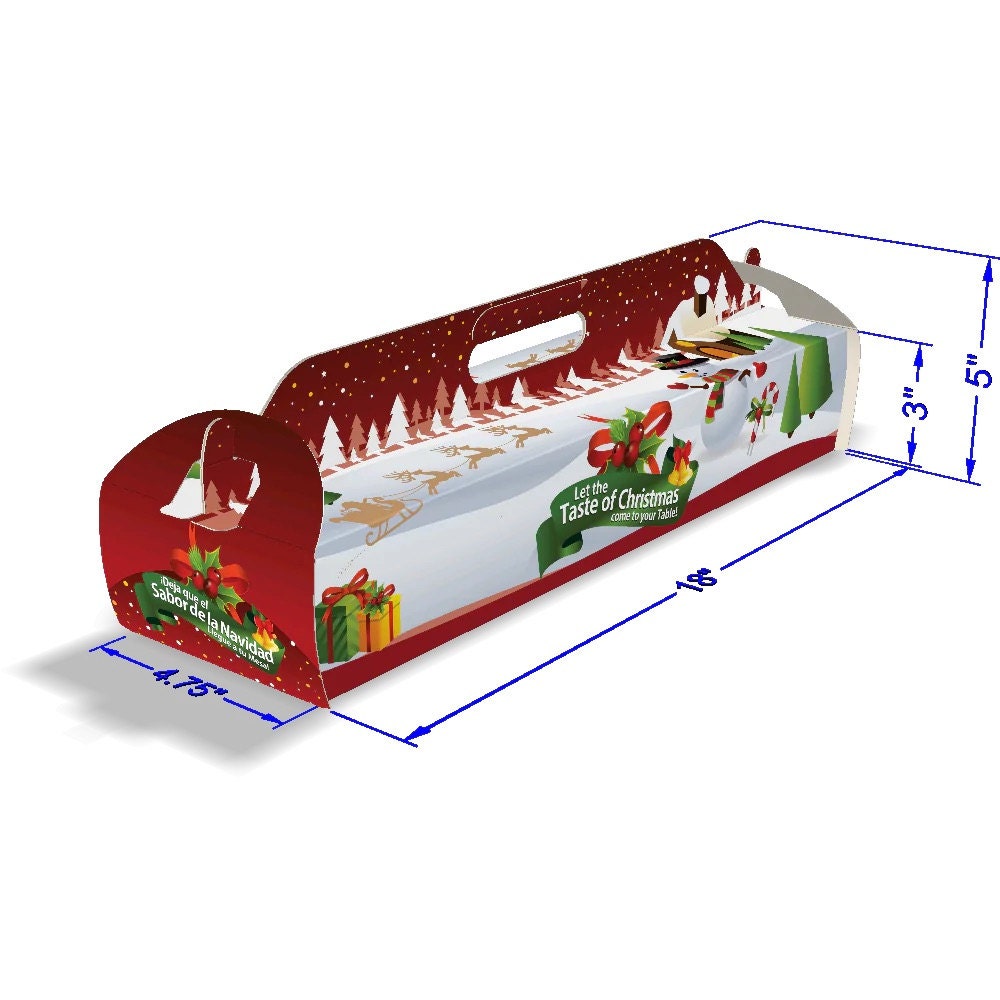 Let the
Taste of Christmas
come to your Table!
¡Deja que el
Sabor de la Navidad
Llegue a tu Mesa!
5"
3"
18"
4.75"